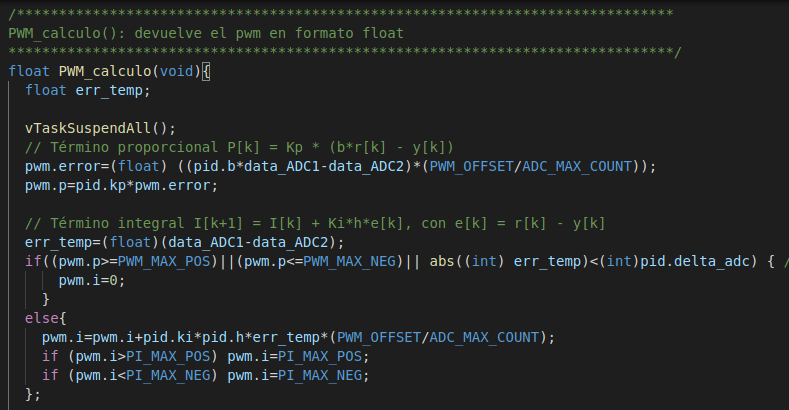 /******************************************************************************
PWM_calculo(): devuelve el pwm en formato float
*******************************************************************************/
float PWM_calculo(void){
float err_temp;
vTaskSuspendAll();
// Término proporcional P[k] = Kp * (b*r[k] - y[k])
pwm.error=(float) ((pid.b*data_ADC1-data_ADC2)*(PWM_OFFSET/ADC_MAX_COUNT));
pwm.p=pid.kp*pwm.error;
// Término integral I[k+1] = I[k] + Ki*h*e[k], con e[k] = r[k] - y[k]
err_temp=(float)(data_ADC1-data_ADC2);
if((pwm.p>=PWM_MAX_POS)||(pwm.p<=PWM_MAX_NEG)|| abs((int) err_temp)<(int)pid.delta_adc) { /
pwm.i=0;
}
else{
pwm.i=pwm.i+pid.ki*pid.h*err_temp*(PWM_OFFSET/ADC_MAX_COUNT);
if (pwm.i>PI_MAX_POS) pwm.i=PI_MAX_POS;
if (pwm.i<PI_MAX_NEG) pwm.i=PI_MAX_NEG;
};